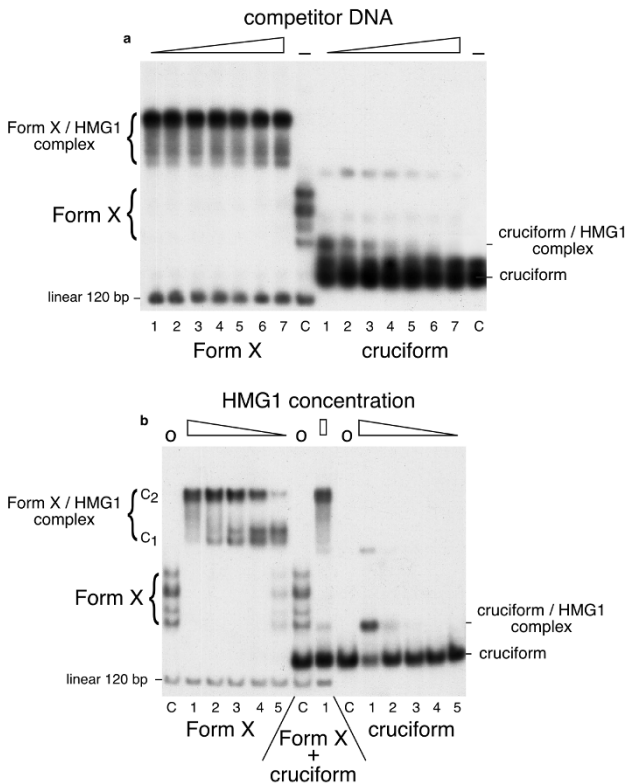 competitor DNA
a
– –
Form X / HMG1
complex
Form X
cruciform / HMG1
complex
cruciform
linear 120 bp –
1 2 3 4 5 6 7 C 1 2 3 4 5 6 7 C
Form X cruciform
HMG1 concentration
b
O O O
Form X / HMG1
complex
C2
C1
Form X
cruciform / HMG1
complex
cruciform
linear 120 bp –
C 1 2 3 4 5 C 1 C 1 2 3 4 5
Form X Form X cruciform
+
cruciform